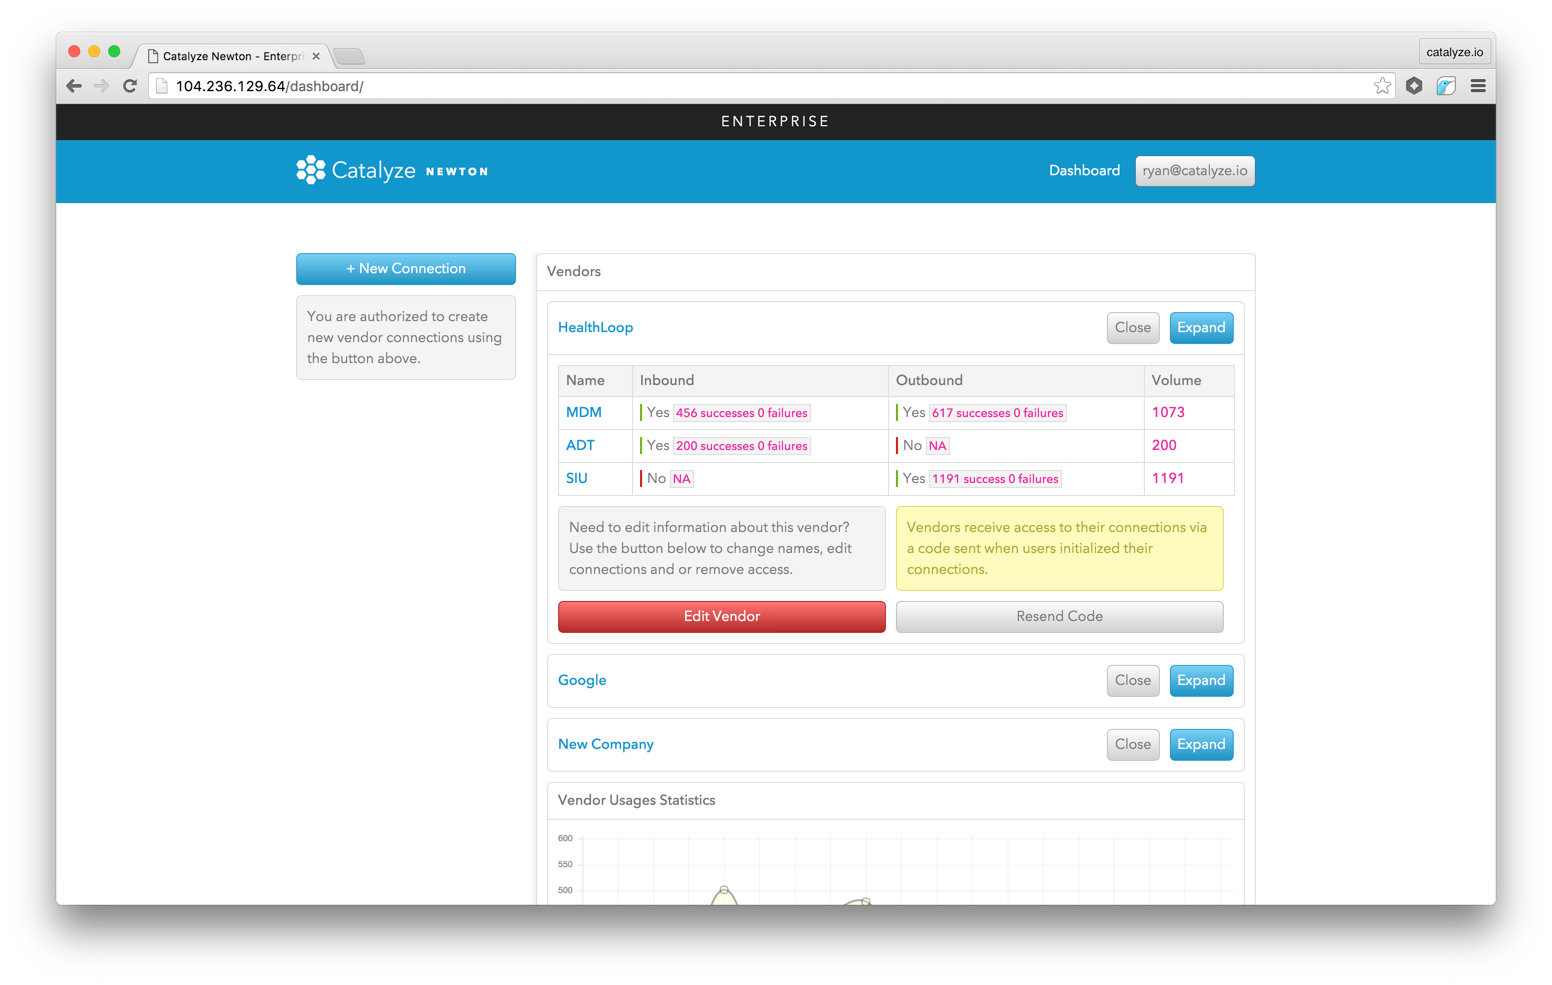 Catalyze Newton - Enterpri
catalyze.io
104.236.129.64/dashboard/
ENTERPRISE
Catalyze NEWTON
Dashboard
ryan@catalyze.io
+ New Connection
You are authorized to create
new vendor connections using
the button above.
Vendors
HealthLoop
Close
Expand
Name Inbound Outbound Volume
MDM Yes 456 successes 0 failures Yes 617 successes 0 failures 1073
ADT Yes 200 successes 0 failures No NA 200
SIU No NA Yes 1191 success 0 failures 1191
Need to edit information about this vendor?
Use the button below to change names, edit
connections and or remove access.
Vendors receive access to their connections via
a code sent when users initialized their
connections.
Edit Vendor
Resend Code
Google
Close
Expand
New Company
Close
Expand
Vendor Usages Statistics
600
550
500